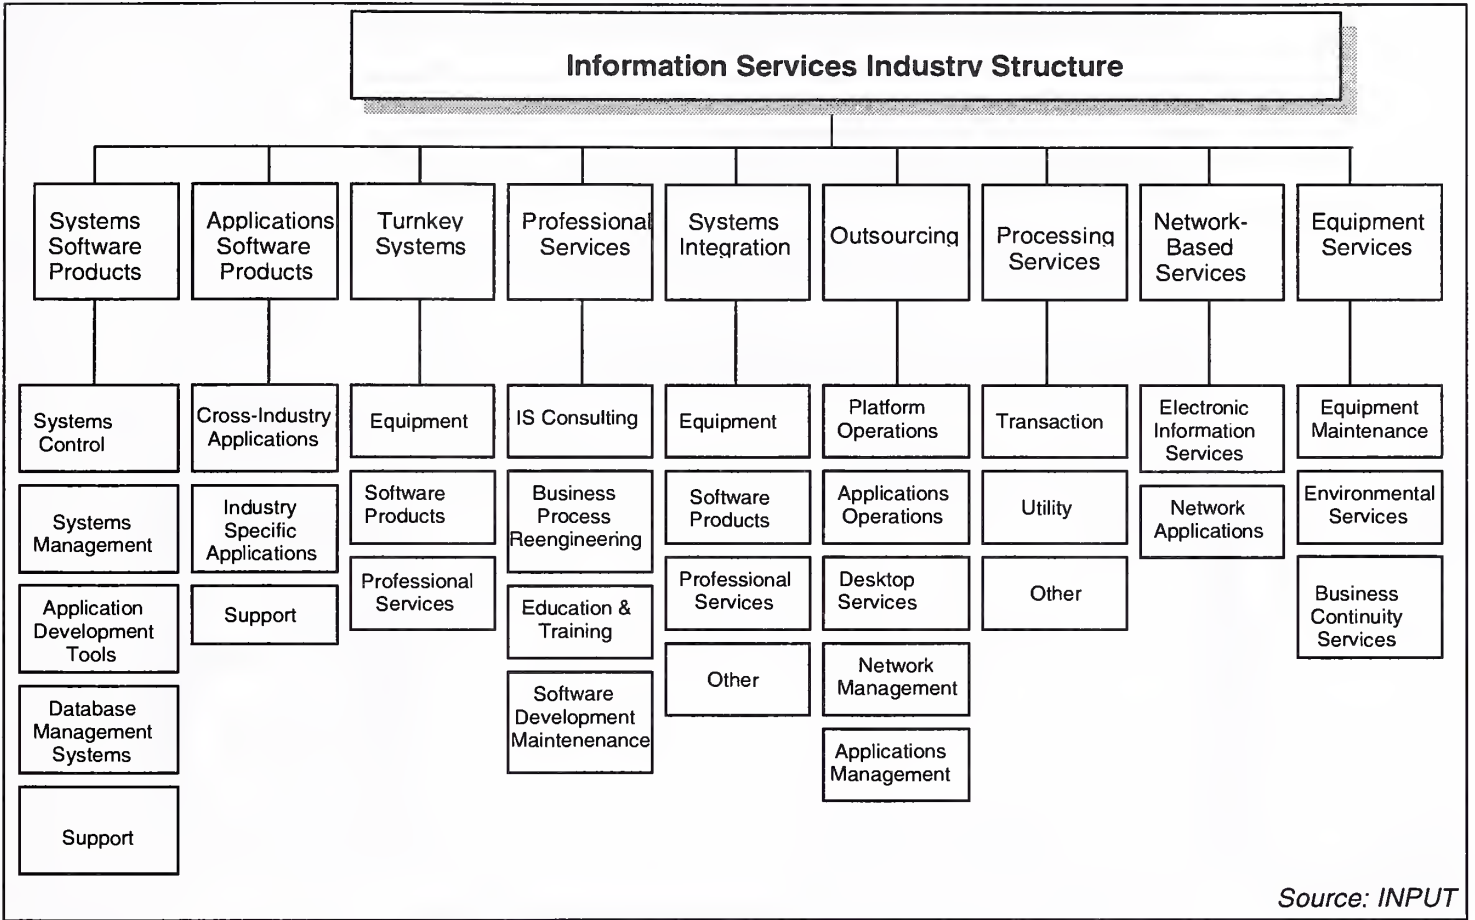 Information Services Industry Structure
Systems
Software
Products
Applications
Software
Products
Turnkey
Systems
Professional
Services
Systems
Integration
Outsourcing
Processing
Services
Network-
Based
Services
Equipment
Services
Systems
Control
Systems
Management
Application
Development
Tools
Database
Management
Systems
Support
Cross-Industry
Applications
Industry
Specific
Applications
Support
Equipment
Software
Products
Professional
Services
IS Consulting
Business
Process
Reengineering
Education &
Training
Software
Development
Maintenenance
Equipment
Software
Products
Professional
Services
Other
Platform
Operations
Applications
Operations
Desktop
Services
Network
Management
Applications
Management
Transaction
Utility
Other
Electronic
Information
Services
Network
Applications
Equipment
Maintenance
Environmental
Services
Business
Continuity
Services
Source: INPUT